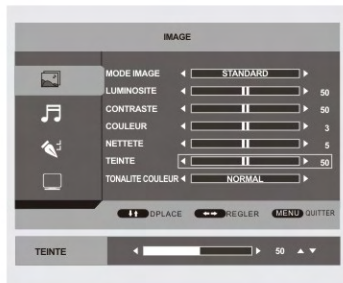 IMAGE
MODE IMAGE STANDARD
LUMINOSITE 50
CONTRASTE 50
COULEUR 3
NETTETE 5
TEINTE 50
TONALITE COULEUR NORMAL
DPLACE REGLER MENU QUITTER
TEINTE 50